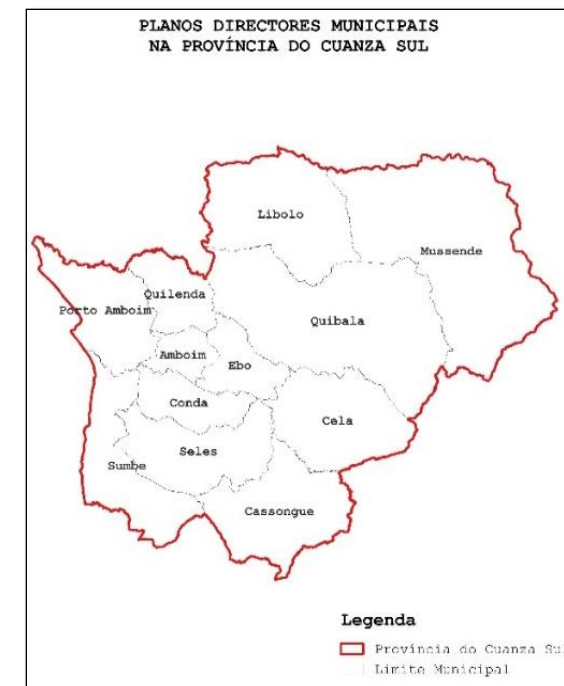 PLANOS DIRECTORES MUNICIPAIS
NA PROVÍNCIA DO CUANZA SUL
Libolo
Mussende
Quilenda
Porto Amboim
Quibala
Amboim
Ebo
Conda
Cela
Seles
Sumbe
Cassongue
Legenda
Província do Cuanza Sul
Limite Municipal